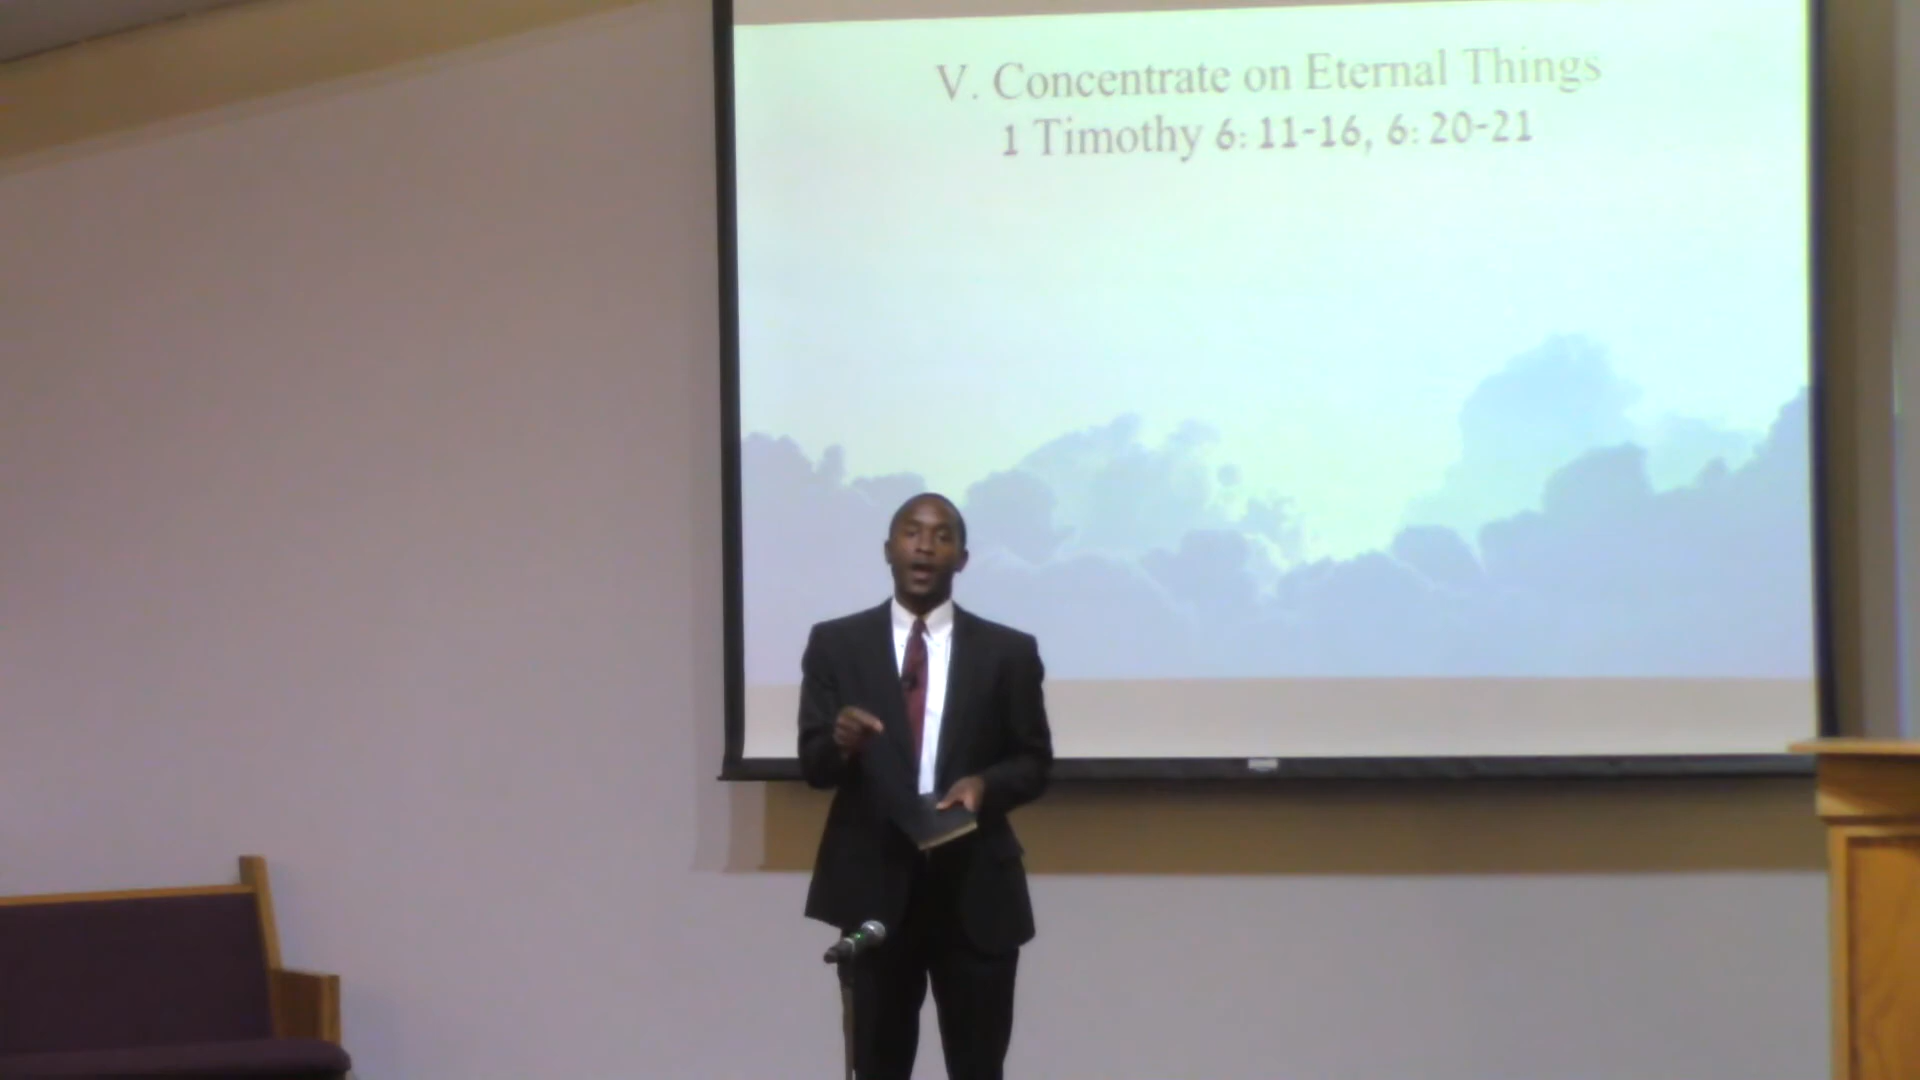 V. Concentrate on Eternal Things
1 Timothy 6:11-16, 6:20-21